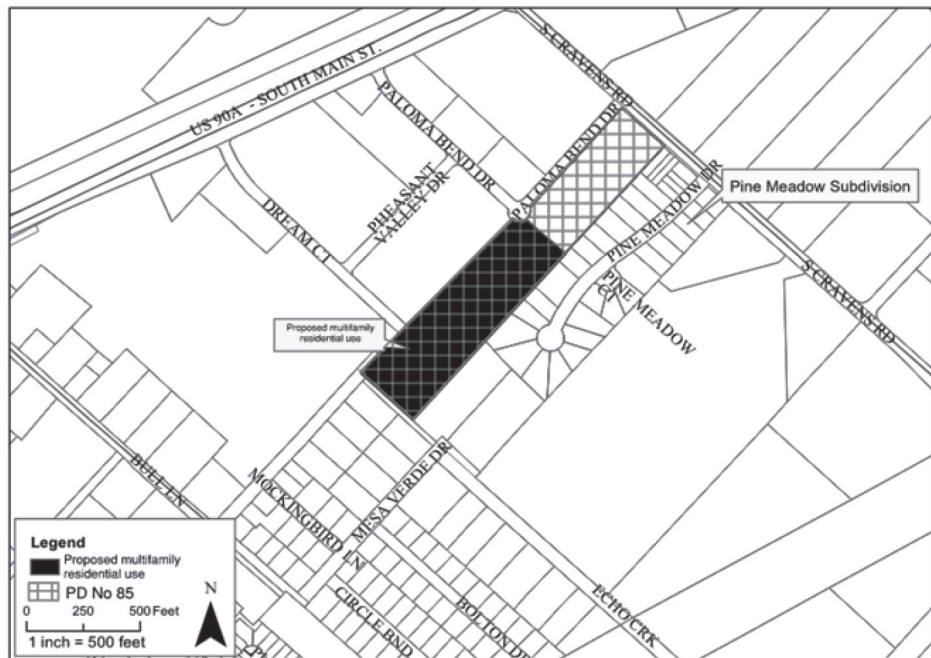 S CRAVENS RD
US 90A - SOUTH MAIN ST.
PALOMA BEND DR
PALOMA BEND DR
PHEASANT
VALLEY DR
PINE MEADOW DR
Pine Meadow Subdivision
DREAM CT
PINE MEADOW
CT
S CRAVENS RD
Proposed multifamily
residential use
BULL LN
MOCKINGBIRD LN
MESA VERDE DR
ECHO CRK
CIRCLE BND
BOLTON DR
Legend
Proposed multifamily
residential use
PD No 85
0 250 500 Feet
1 inch = 500 feet
N